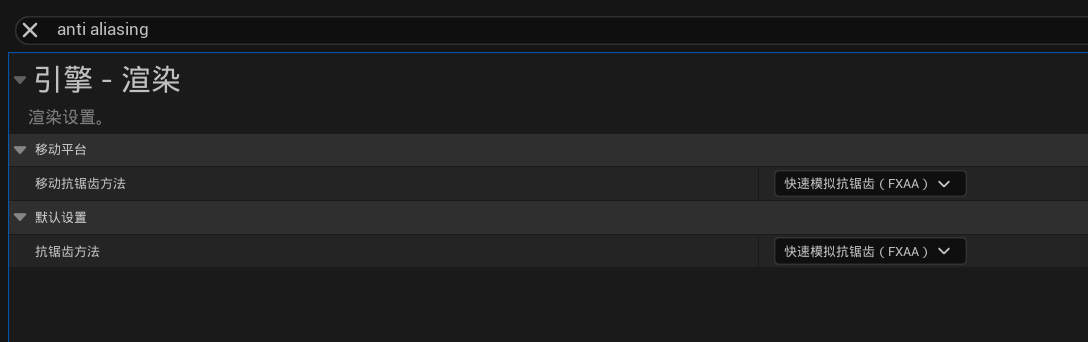 anti aliasing
引擎 - 渲染
渲染设置。
移动平台
移动抗锯齿方法
快速模拟抗锯齿（FXAA）
默认设置
抗锯齿方法
快速模拟抗锯齿（FXAA）